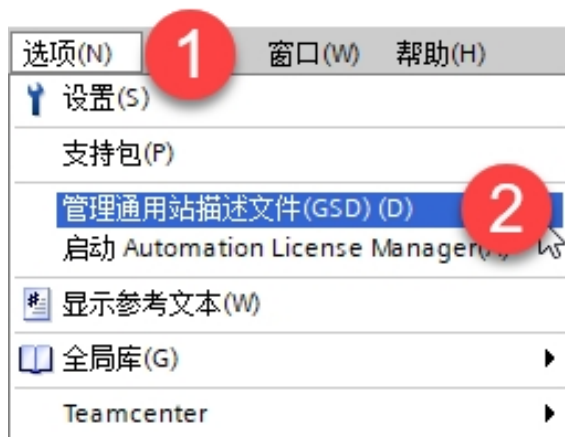 选项(N) 1 窗口(W) 帮助(H)
设置(S)
支持包(P)
管理通用站描述文件(GSD) (D) 2
启动 Automation License Manager(A)
显示参考文本(W)
全局库(G)
Teamcenter